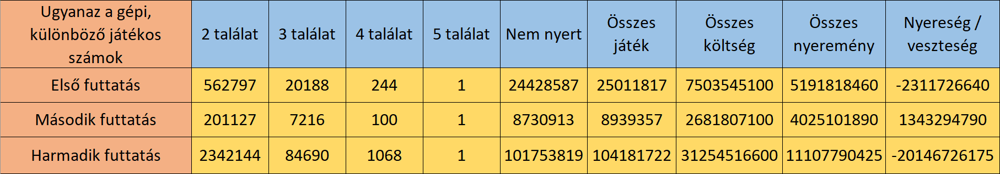 Ugyanaz a gépi,
különböző játékos
számok
2 találat
3 találat
4 találat
5 találat
Nem nyert
Összes
játék
Összes
költség
Összes
nyeremény
Nyereség /
veszteség
Első futtatás 562797 20188 244 1 24428587 25011817 7503545100 5191818460 -2311726640
Második futtatás 201127 7216 100 1 8730913 8939357 2681807100 4025101890 1343294790
Harmadik futtatás 2342144 84690 1068 1 101753819 104181722 31254516600 11107790425 -20146726175